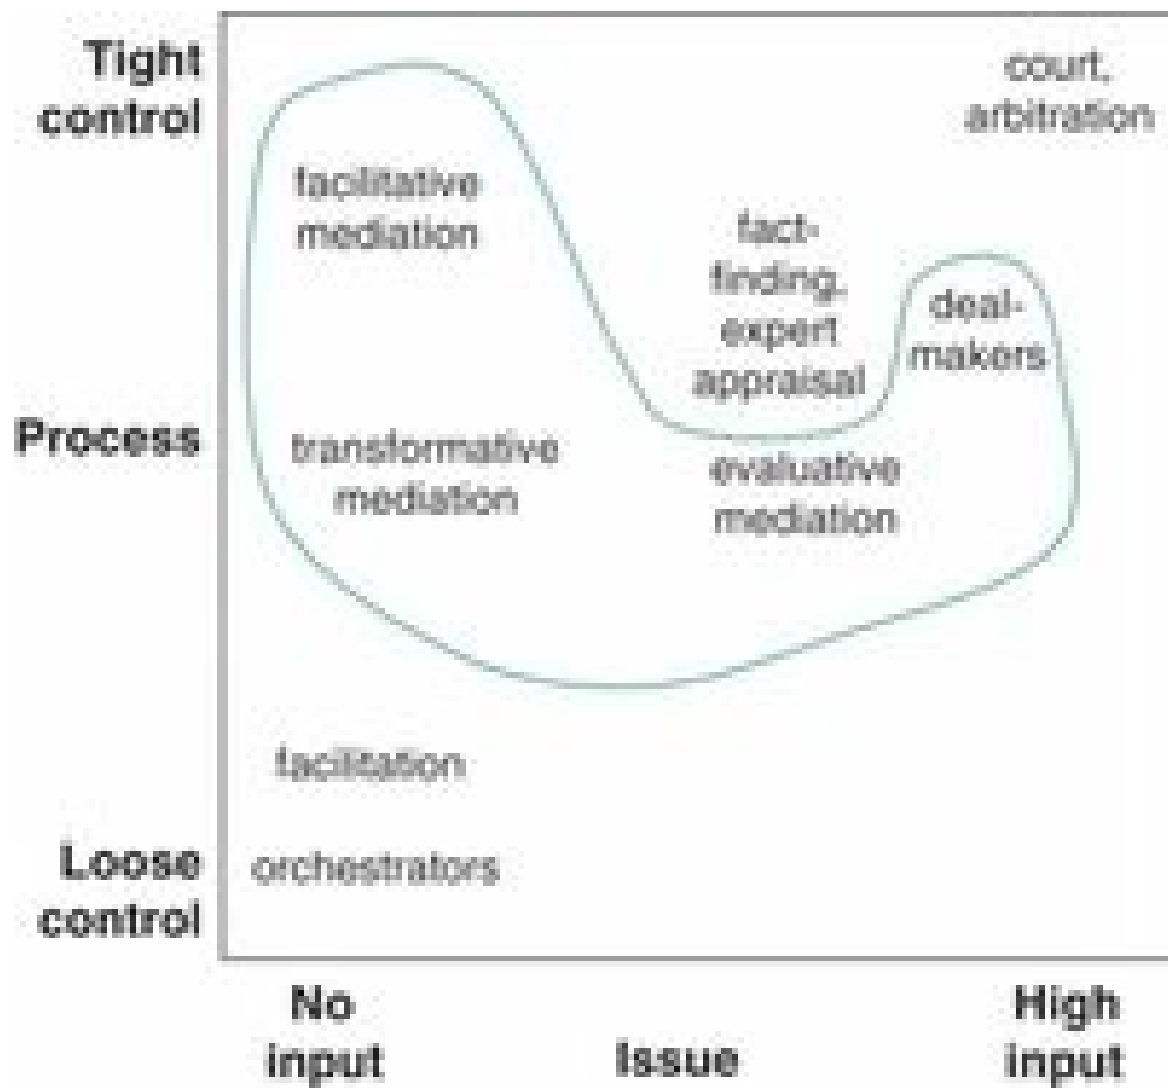 Tight
control
court,
arbitration
facilitative
mediation
fact-
finding,
expert
appraisal
deal-
makers
Process
transformative
mediation
evaluative
mediation
facilitation
Loose
control
orchestrators
No
input
Issue
High
input